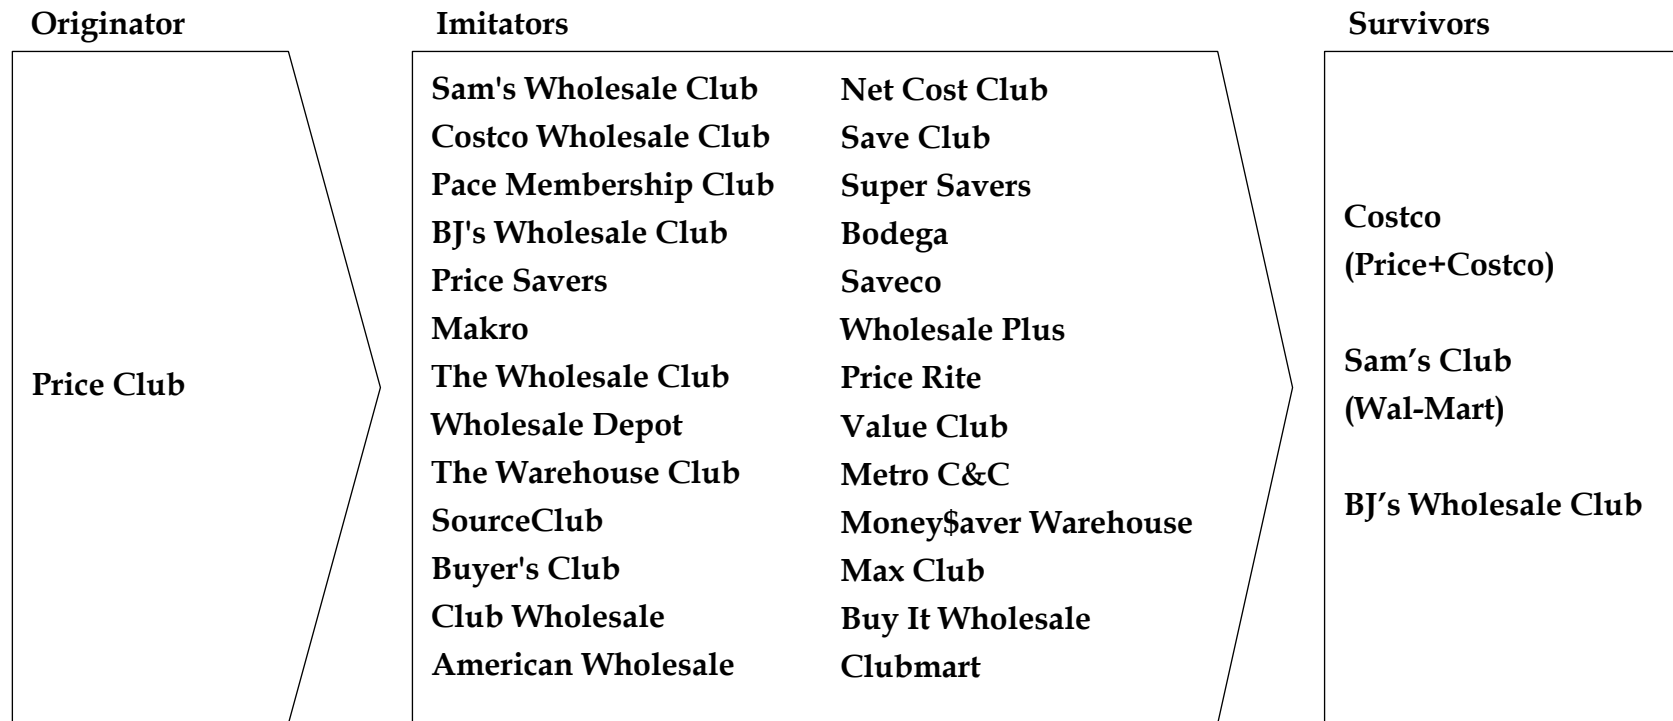 Originator
Price Club
Imitators
Sam's Wholesale Club
Costco Wholesale Club
Pace Membership Club
BJ's Wholesale Club
Price Savers
Makro
The Wholesale Club
Wholesale Depot
The Warehouse Club
SourceClub
Buyer's Club
Club Wholesale
American Wholesale
Net Cost Club
Save Club
Super Savers
Bodega
Saveco
Wholesale Plus
Price Rite
Value Club
Metro C&C
Money$aver Warehouse
Max Club
Buy It Wholesale
Clubmart
Survivors
Costco
(Price+Costco)
Sam’s Club
(Wal-Mart)
BJ’s Wholesale Club